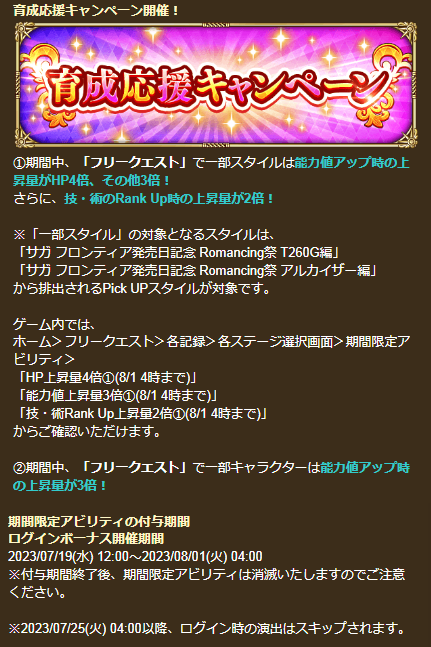 育成応援キャンペーン開催！
育成応援キャンペーン
①期間中、「フリークエスト」で一部スタイルは能力値アップ時の上
昇量がHP4倍、その他3倍！
さらに、技・術のRank Up時の上昇量が2倍！
※「一部スタイル」の対象となるスタイルは、
「サガ フロンティア発売日記念 Romancing祭 T260G編」
「サガ フロンティア発売日記念 Romancing祭 アルカイザー編」
から排出されるPick UPスタイルが対象です。
ゲーム内では、
ホーム＞フリークエスト＞各記録＞各ステージ選択画面＞期間限定ア
ビリティ＞
「HP上昇量4倍①(8/1 4時まで)」
「能力値上昇量3倍①(8/1 4時まで)」
「技・術Rank Up上昇量2倍①(8/1 4時まで)」
からご確認いただけます。
②期間中、「フリークエスト」で一部キャラクターは能力値アップ時
の上昇量が3倍！
期間限定アビリティの付与期間
ログインボーナス開催期間
2023/07/19(水) 12:00～2023/08/01(火) 04:00
※付与期間終了後、期間限定アビリティは消滅いたしますのでご注意
ください。
※2023/07/25(火) 04:00以降、ログイン時の演出はスキップされます。